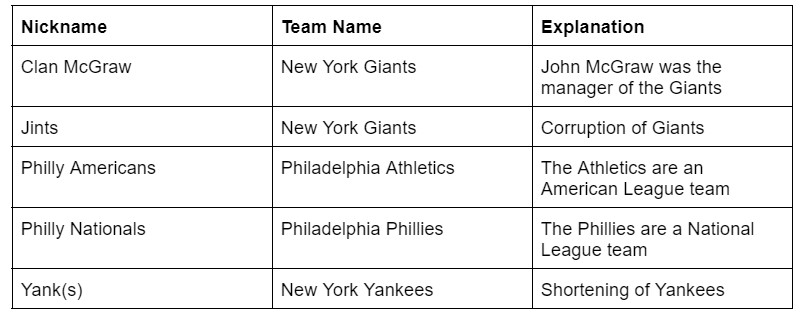 Nickname Team Name Explanation
Clan McGraw New York Giants John McGraw was the
manager of the Giants
Jints New York Giants Corruption of Giants
Philly Americans Philadelphia Athletics The Athletics are an
American League team
Philly Nationals Philadelphia Phillies The Phillies are a National
League team
Yank(s) New York Yankees Shortening of Yankees